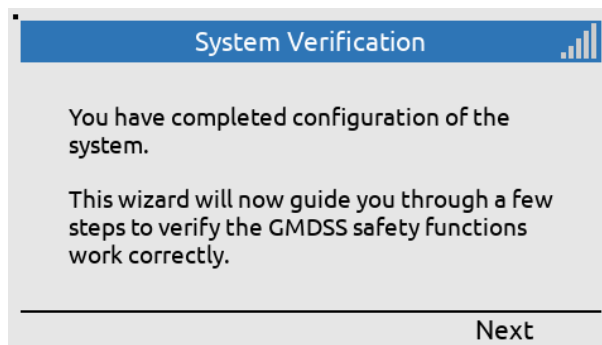 System Verification
You have completed configuration of the
system.
This wizard will now guide you through a few
steps to verify the GMDSS safety functions
work correctly.
Next